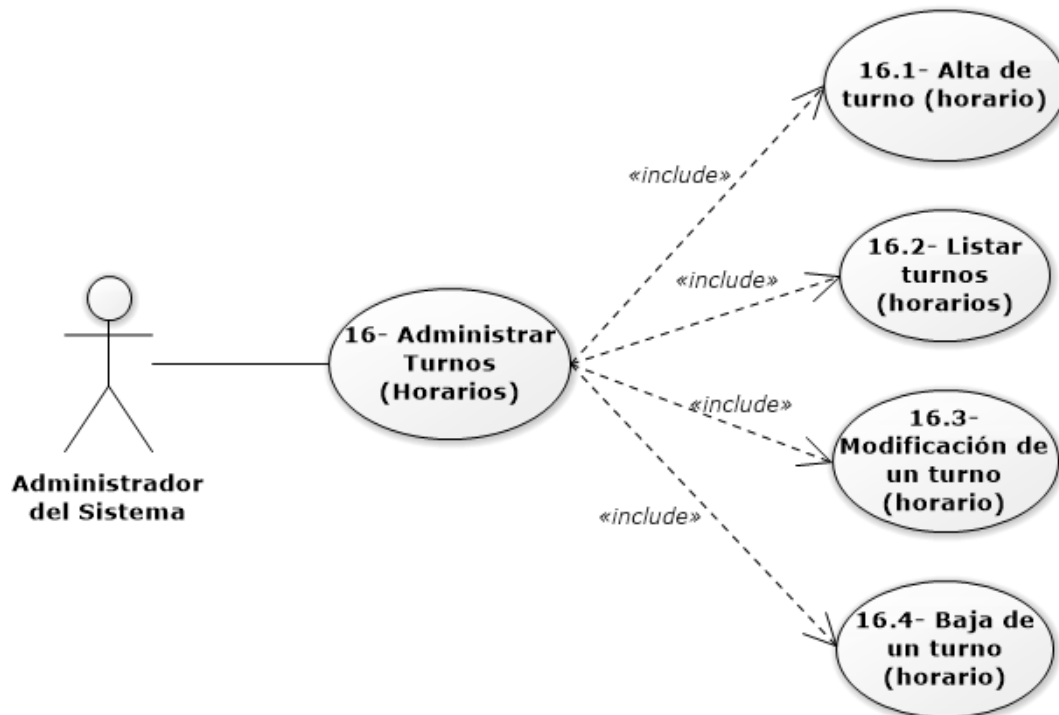 16.1- Alta de
turno (horario)
«include»
16.2- Listar
turnos
(horarios)
«include»
16- Administrar
Turnos
(Horarios)
«include»
16.3-
Modificación de
un turno
(horario)
Administrador
del Sistema
«include»
16.4- Baja de
un turno
(horario)